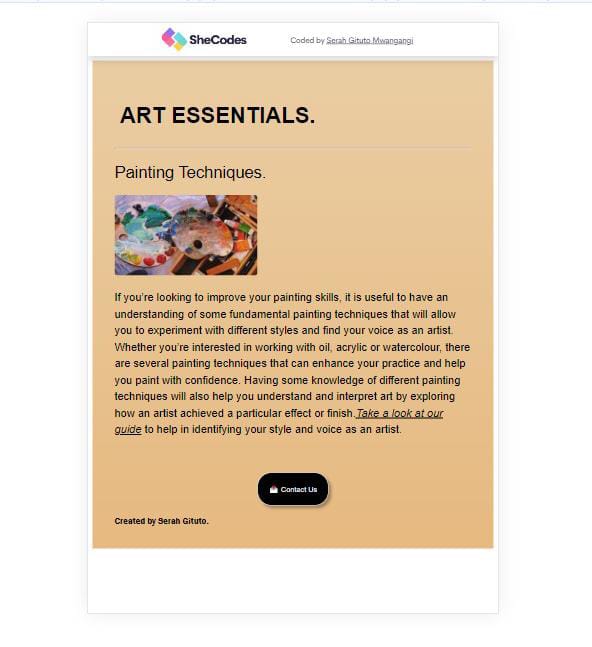 SheCodes Coded by Serah Gituto Mwangangi
ART ESSENTIALS.
Painting Techniques.
If you're looking to improve your painting skills, it is useful to have an
understanding of some fundamental painting techniques that will allow
you to experiment with different styles and find your voice as an artist.
Whether you're interested in working with oil, acrylic or watercolour, there
are several painting techniques that can enhance your practice and help
you paint with confidence. Having some knowledge of different painting
techniques will also help you understand and interpret art by exploring
how an artist achieved a particular effect or finish.Take a look at our
guide to help in identifying your style and voice as an artist.
Contact Us
Created by Serah Gituto.